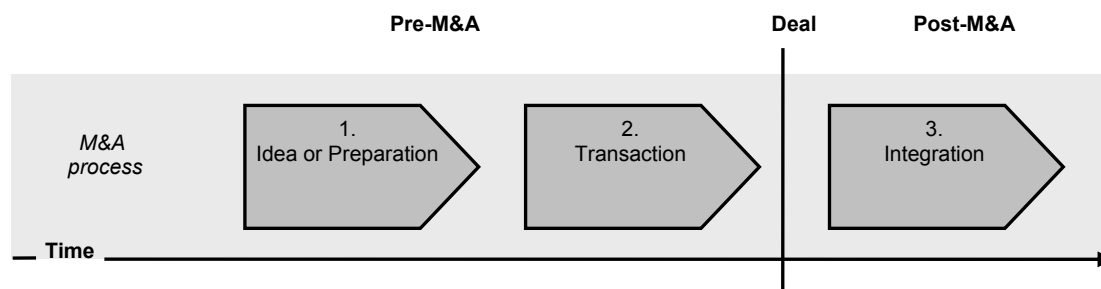 Pre-M&A
Deal
Post-M&A
M&A
process
1.
Idea or Preparation
2.
Transaction
3.
Integration
Time